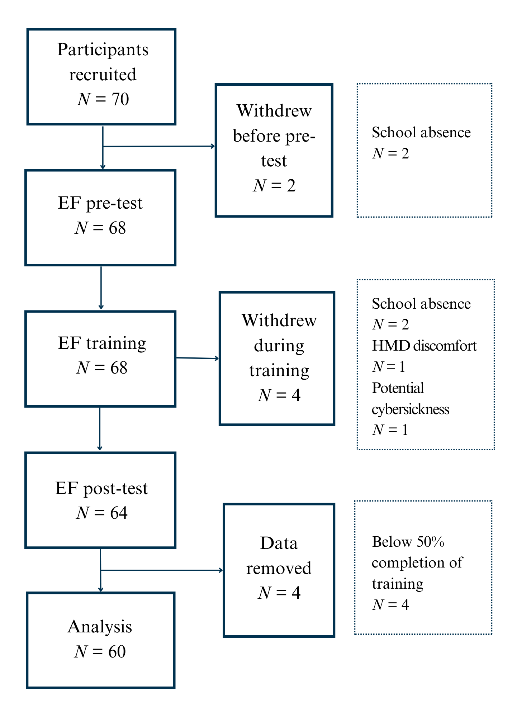 Participants
recruited
N = 70
Withdrew
before pre-
test
N = 2
School absence
N = 2
EF pre-test
N = 68
EF training
N = 68
Withdrew
during
training
N = 4
School absence
N = 2
HMD discomfort
N = 1
Potential
cybersickness
N = 1
EF post-test
N = 64
Data
removed
N = 4
Below 50%
completion of
training
N = 4
Analysis
N = 60